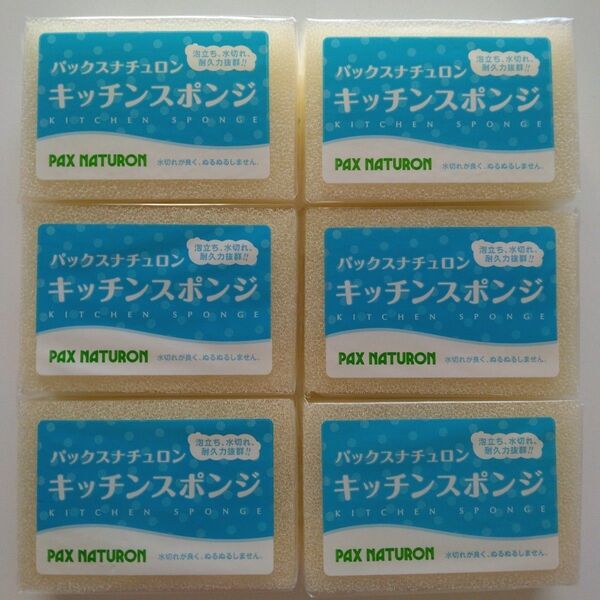 泡立ち、水切れ、
耐久力抜群!!
パックスナチュロン
キッチンスポンジ
KITCHEN SPONGE
PAX NATURON 水切れが良く、ぬるぬるしません。
泡立ち、水切れ、
耐久力抜群!!
パックスナチュロン
キッチンスポンジ
KITCHEN SPONGE
PAX NATURON 水切れが良く、ぬるぬるしません。
泡立ち、水切れ、
耐久力抜群!!
パックスナチュロン
キッチンスポンジ
KITCHEN SPONGE
PAX NATURON 水切れが良く、ぬるぬるしません。
泡立ち、水切れ、
耐久力抜群!!
パックスナチュロン
キッチンスポンジ
KITCHEN SPONGE
PAX NATURON 水切れが良く、ぬるぬるしません。
泡立ち、水切れ、
耐久力抜群!!
パックスナチュロン
キッチンスポンジ
KITCHEN SPONGE
PAX NATURON 水切れが良く、ぬるぬるしません。
泡立ち、水切れ、
耐久力抜群!!
パックスナチュロン
キッチンスポンジ
KITCHEN SPONGE
PAX NATURON 水切れが良く、ぬるぬるしません。